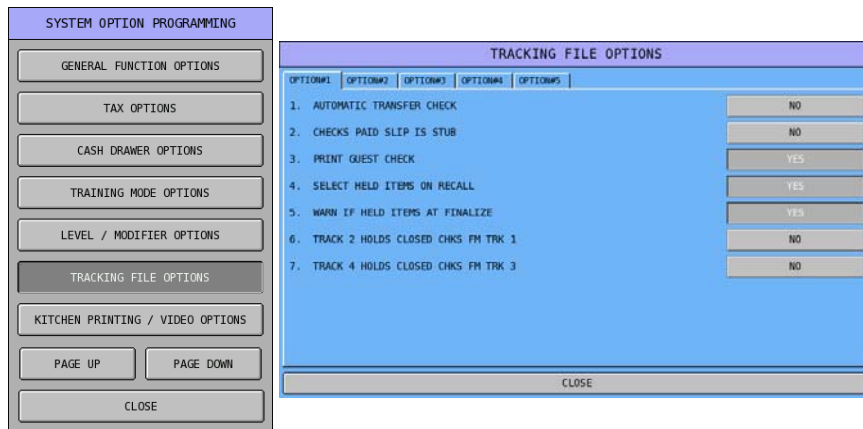 SYSTEM OPTION PROGRAMMING
GENERAL FUNCTION OPTIONS
TAX OPTIONS
CASH DRAWER OPTIONS
TRAINING MODE OPTIONS
LEVEL / MODIFIER OPTIONS
TRACKING FILE OPTIONS
KITCHEN PRINTING / VIDEO OPTIONS
PAGE UP PAGE DOWN
CLOSE
TRACKING FILE OPTIONS
OPTION#1 OPTION#2 OPTION#3 OPTION#4 OPTION#5
1. AUTOMATIC TRANSFER CHECK NO
2. CHECKS PAID SLIP IS STUB NO
3. PRINT GUEST CHECK YES
4. SELECT HELD ITEMS ON RECALL YES
5. WARN IF HELD ITEMS AT FINALIZE YES
6. TRACK 2 HOLDS CLOSED CHKS FM TRK 1 NO
7. TRACK 4 HOLDS CLOSED CHKS FM TRK 3 NO
CLOSE